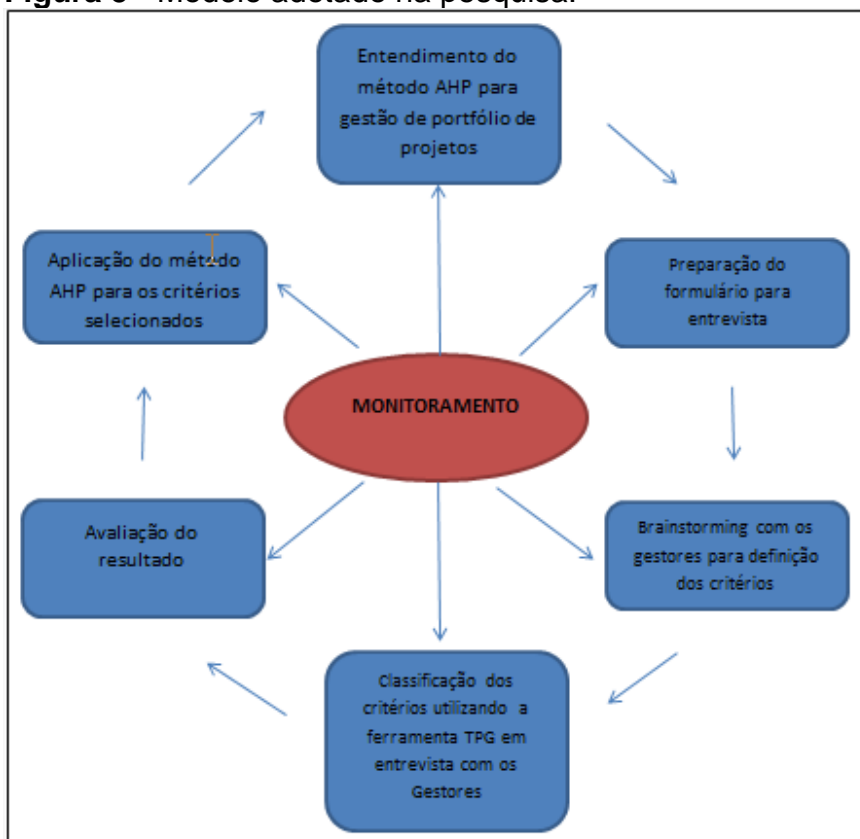 Modelo adotado na pesquisa.
Entendimento do
método AHP para
gestão de portfólio de
projetos
Preparação do
formulário para
entrevista
Brainstorming com os
gestores para definição
dos critérios
Classificação dos
critérios utilizando a
ferramenta TPG em
entrevista com os
Gestores
Avaliação do
resultado
Aplicação do método
AHP para os critérios
selecionados
MONITORAMENTO